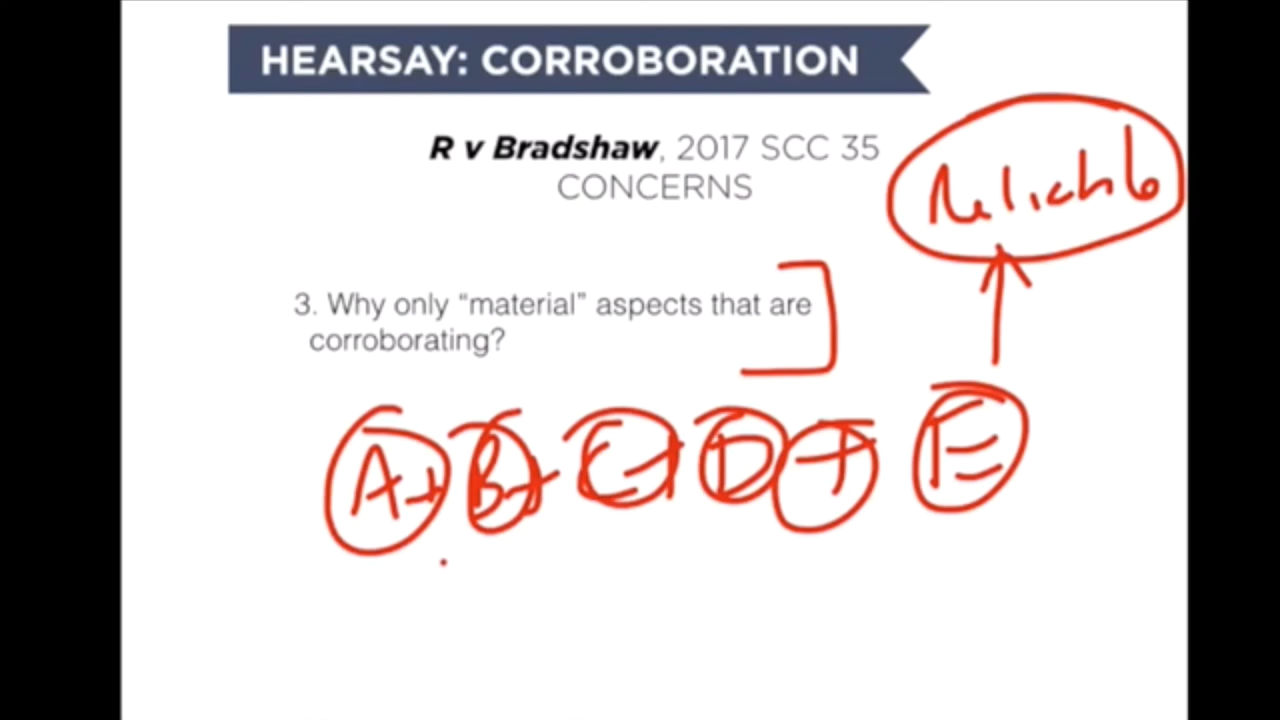 HEARSAY: CORROBORATION
R v Bradshaw, 2017 SCC 35
CONCERNS
3. Why only “material” aspects that are
corroborating?
A+ B+ C+ D + E